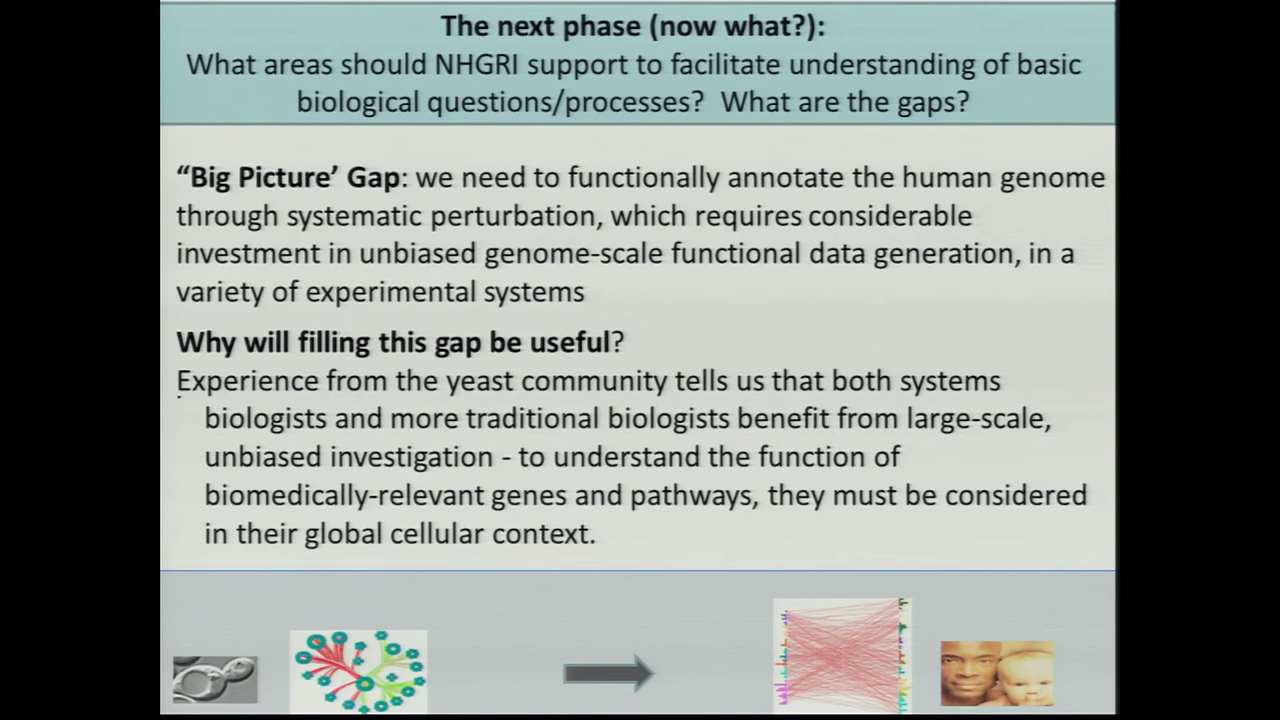 The next phase (now what?):
What areas should NHGRI support to facilitate understanding of basic
biological questions/processes? What are the gaps?
“Big Picture’ Gap: we need to functionally annotate the human genome
through systematic perturbation, which requires considerable
investment in unbiased genome-scale functional data generation, in a
variety of experimental systems
Why will filling this gap be useful?
Experience from the yeast community tells us that both systems
biologists and more traditional biologists benefit from large-scale,
unbiased investigation - to understand the function of
biomedically-relevant genes and pathways, they must be considered
in their global cellular context.